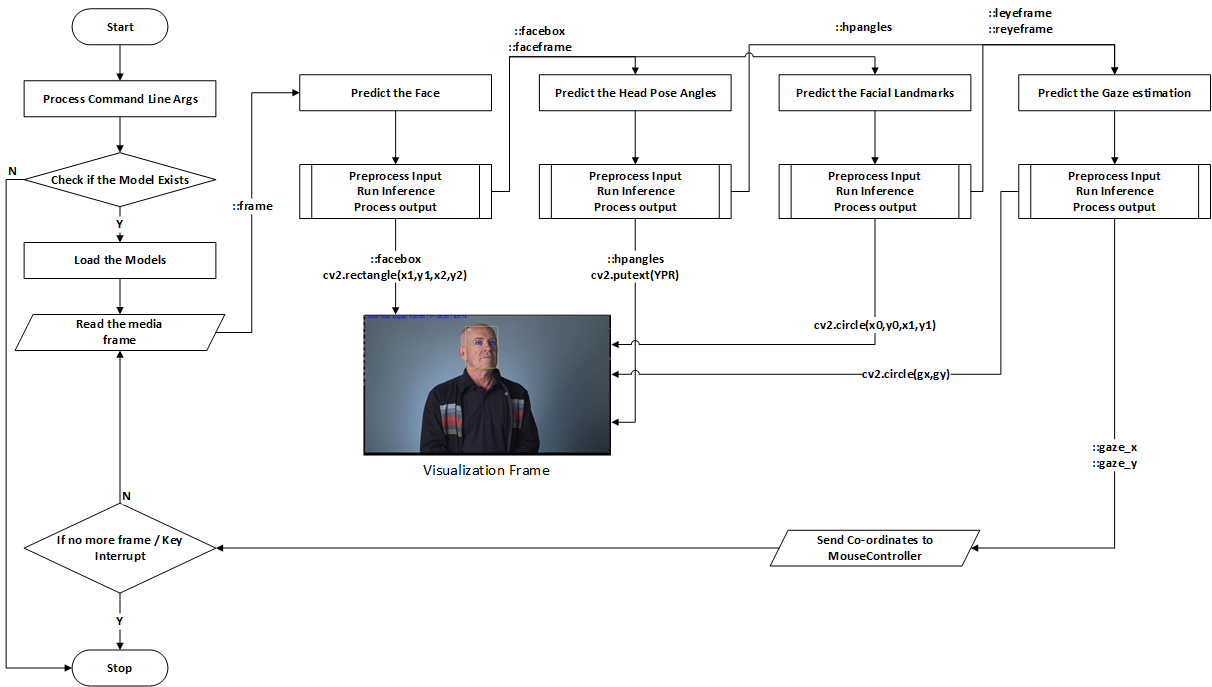 Start
Process Command Line Args
Check if the Model Exists
N
Y
Load the Models
Read the media
frame
::frame
Predict the Face
Preprocess Input
Run Inference
Process output
::facebox
::faceframe
Predict the Head Pose Angles
Preprocess Input
Run Inference
Process output
Predict the Facial Landmarks
Preprocess Input
Run Inference
Process output
::hpangles
::leyeframe
::reyeframe
Predict the Gaze estimation
Preprocess Input
Run Inference
Process output
::facebox
cv2.rectangle(x1,y1,x2,y2)
::hpangles
cv2.putext(YPR)
cv2.circle(x0,y0,x1,y1)
cv2.circle(gx,gy)
Visualization Frame
::gaze_x
::gaze_y
Send Co-ordinates to
MouseController
If no more frame / Key
Interrupt
N
Y
Stop